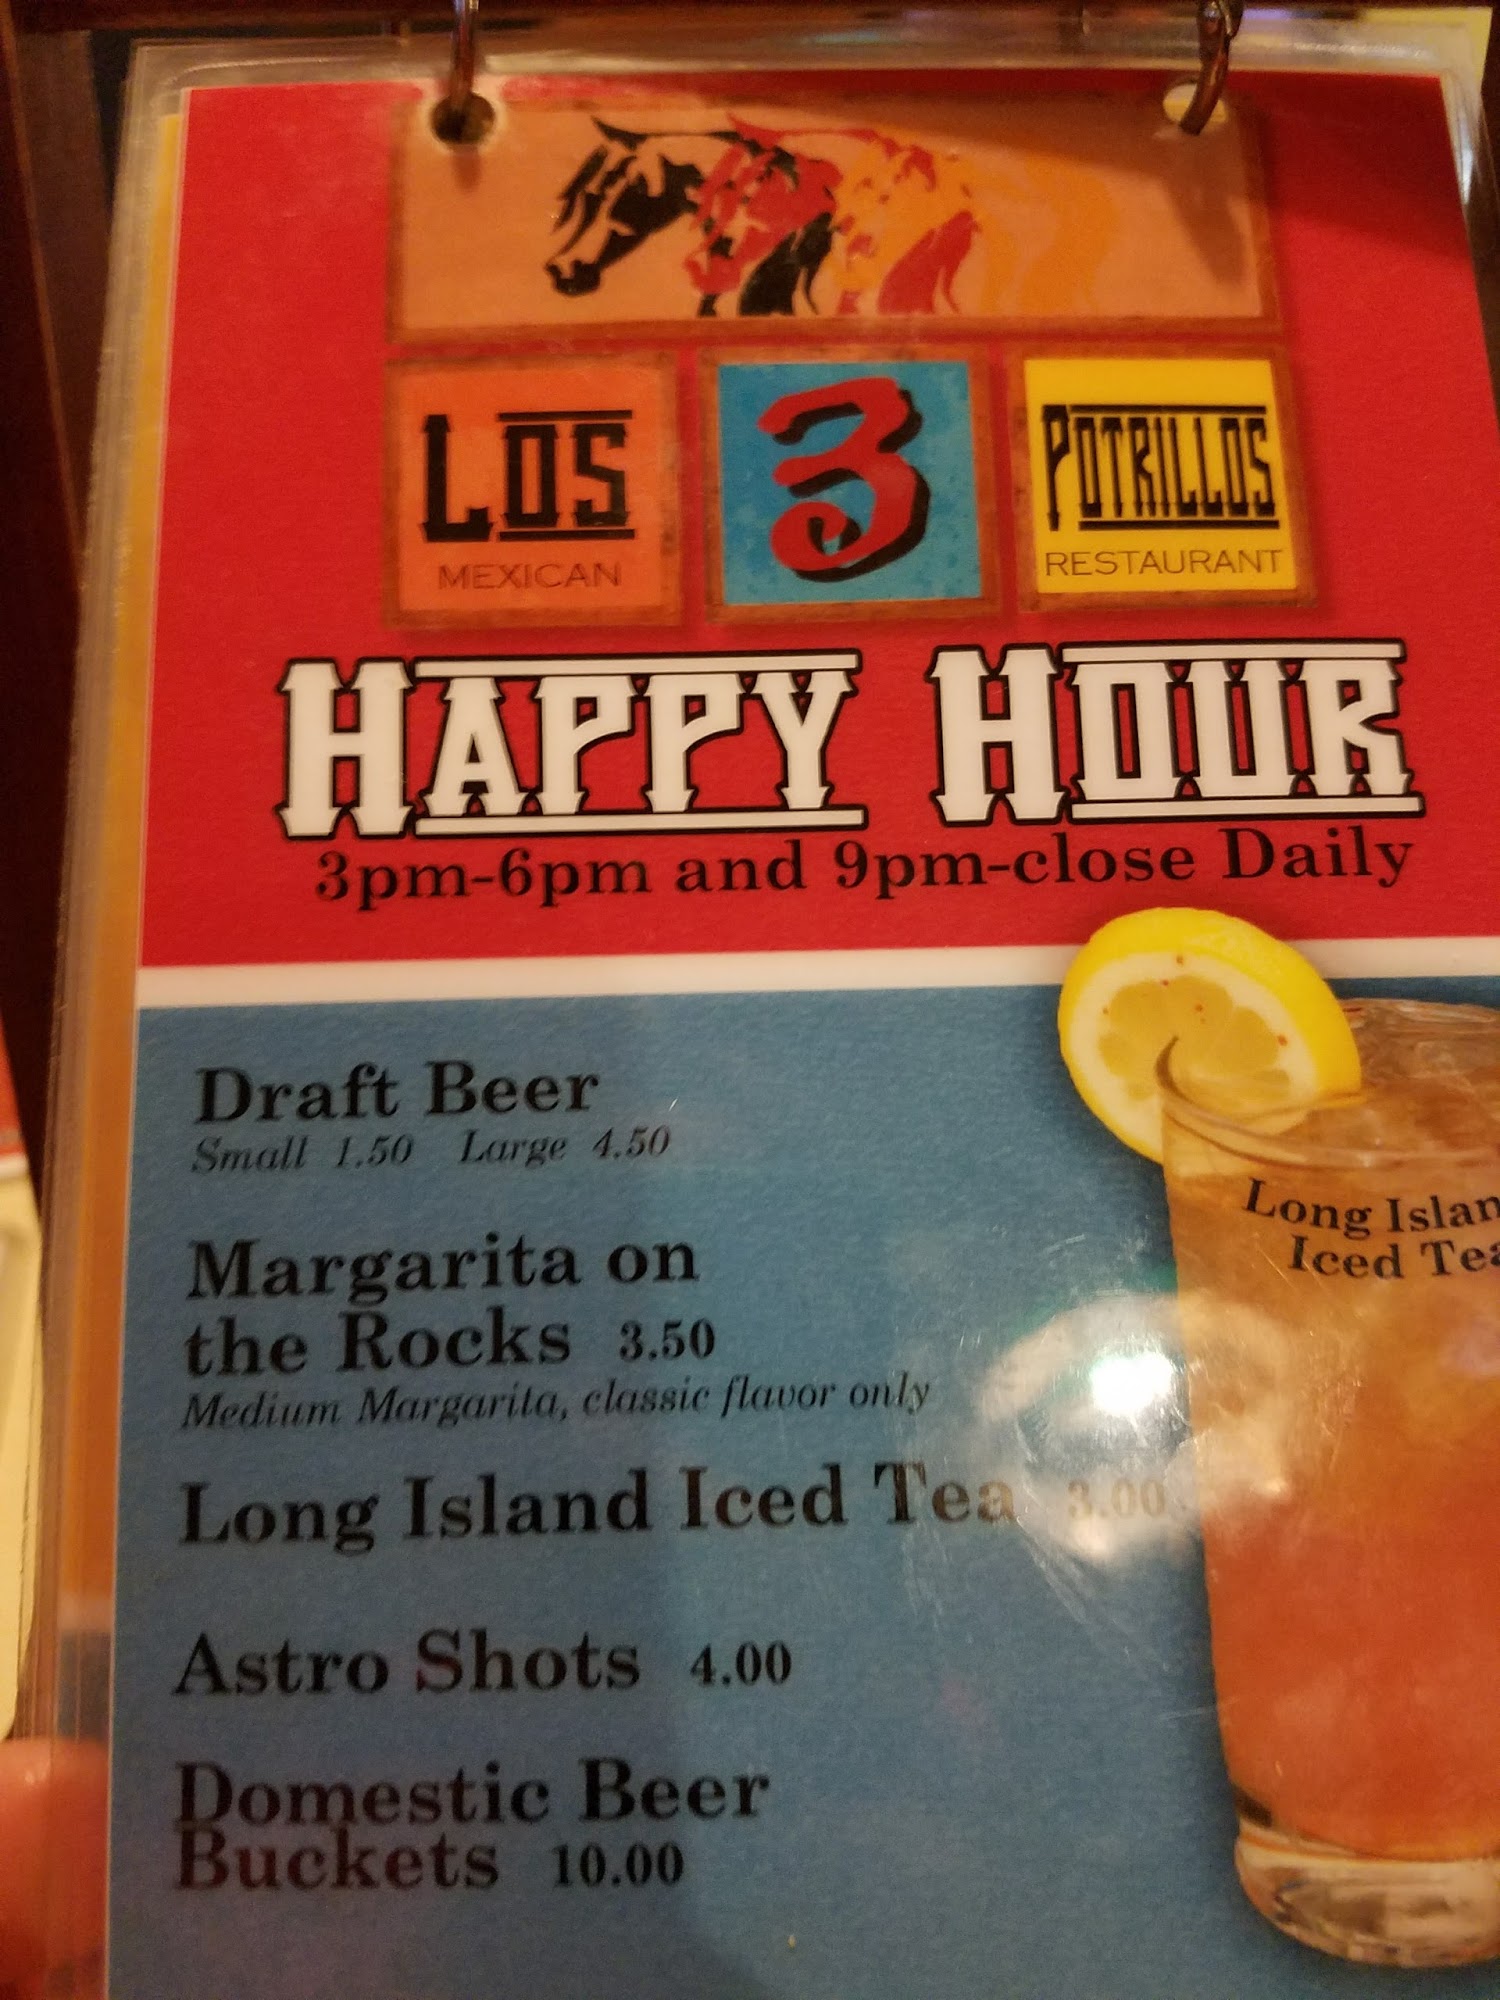 LOS
MEXICAN
3
POTRILLOS
RESTAURANT
HAPPY HOUR
3pm-6pm and 9pm-close Daily
Draft Beer
Small 1.50 Large 4.50
Long Islan
Iced Tea
Margarita on
the Rocks 3.50
Medium Margarita, classic flavor only
Long Island Iced Tea 3.00
Astro Shots 4.00
Domestic Beer
Buckets 10.00